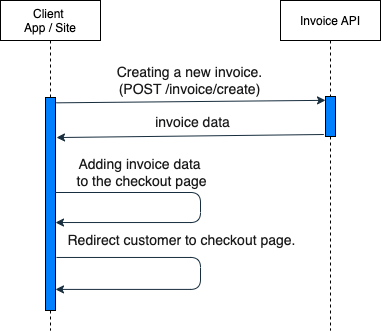 Client
App / Site
Invoice API
Creating a new invoice.
(POST /invoice/create)
invoice data
Adding invoice data
to the checkout page
Redirect customer to checkout page.